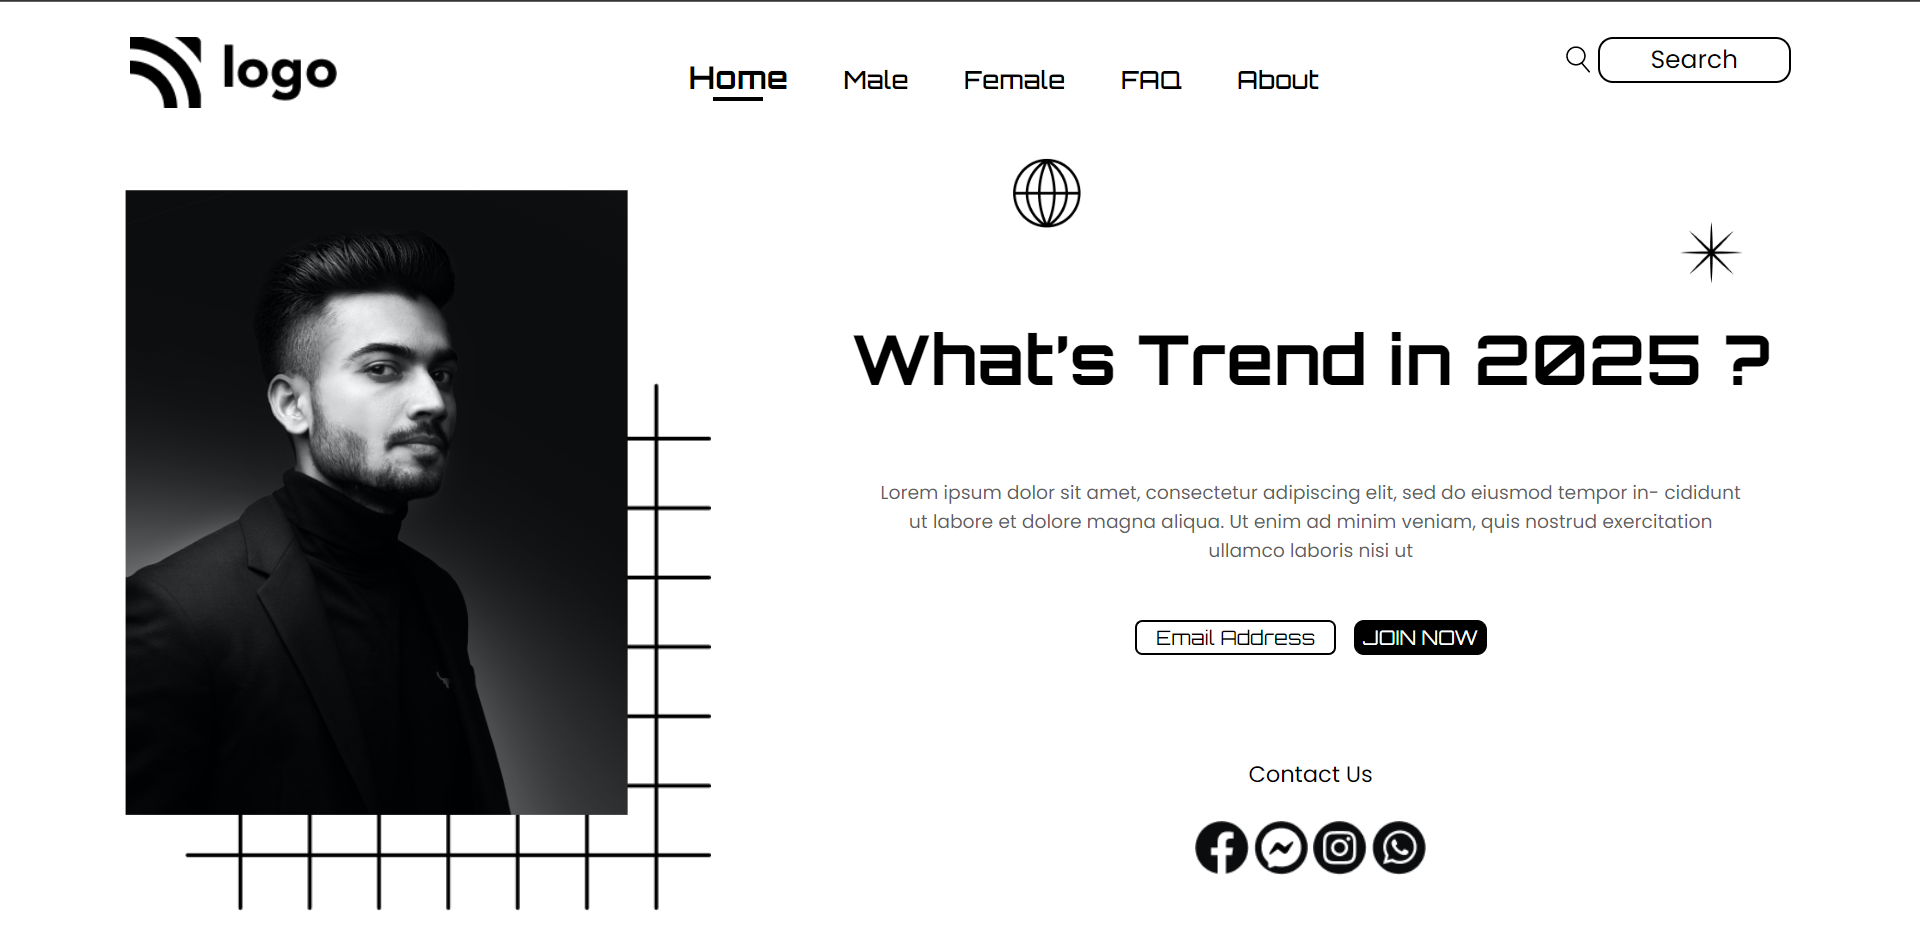 logo
Home Male Female FAQ About
Search
What's Trend in 2025 ?
Lorem ipsum dolor sit amet, consectetur adipiscing elit, sed do eiusmod tempor in- cididunt
ut labore et dolore magna aliqua. Ut enim ad minim veniam, quis nostrud exercitation
ullamco laboris nisi ut
Email Address JOIN NOW
Contact Us